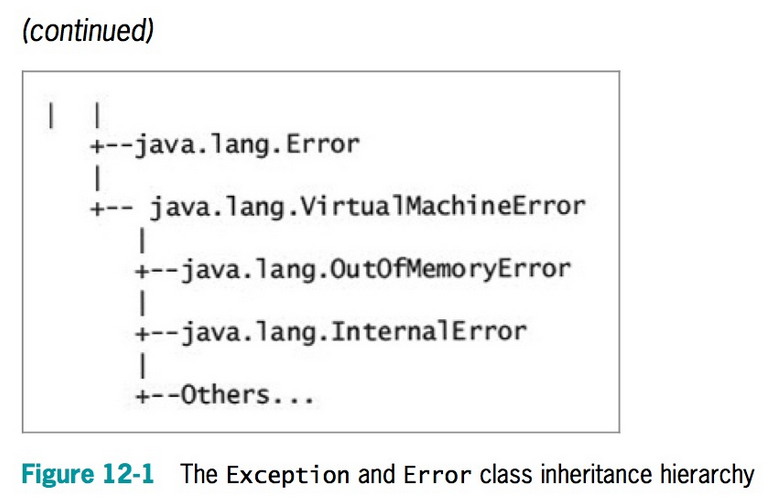 (continued)
| |
+--java.lang.Error
|
+-- java.lang.VirtualMachineError
|
+--java.lang.OutOfMemoryError
|
+--java.lang.InternalError
|
+--Others...
Figure 12-1 The Exception and Error class inheritance hierarchy